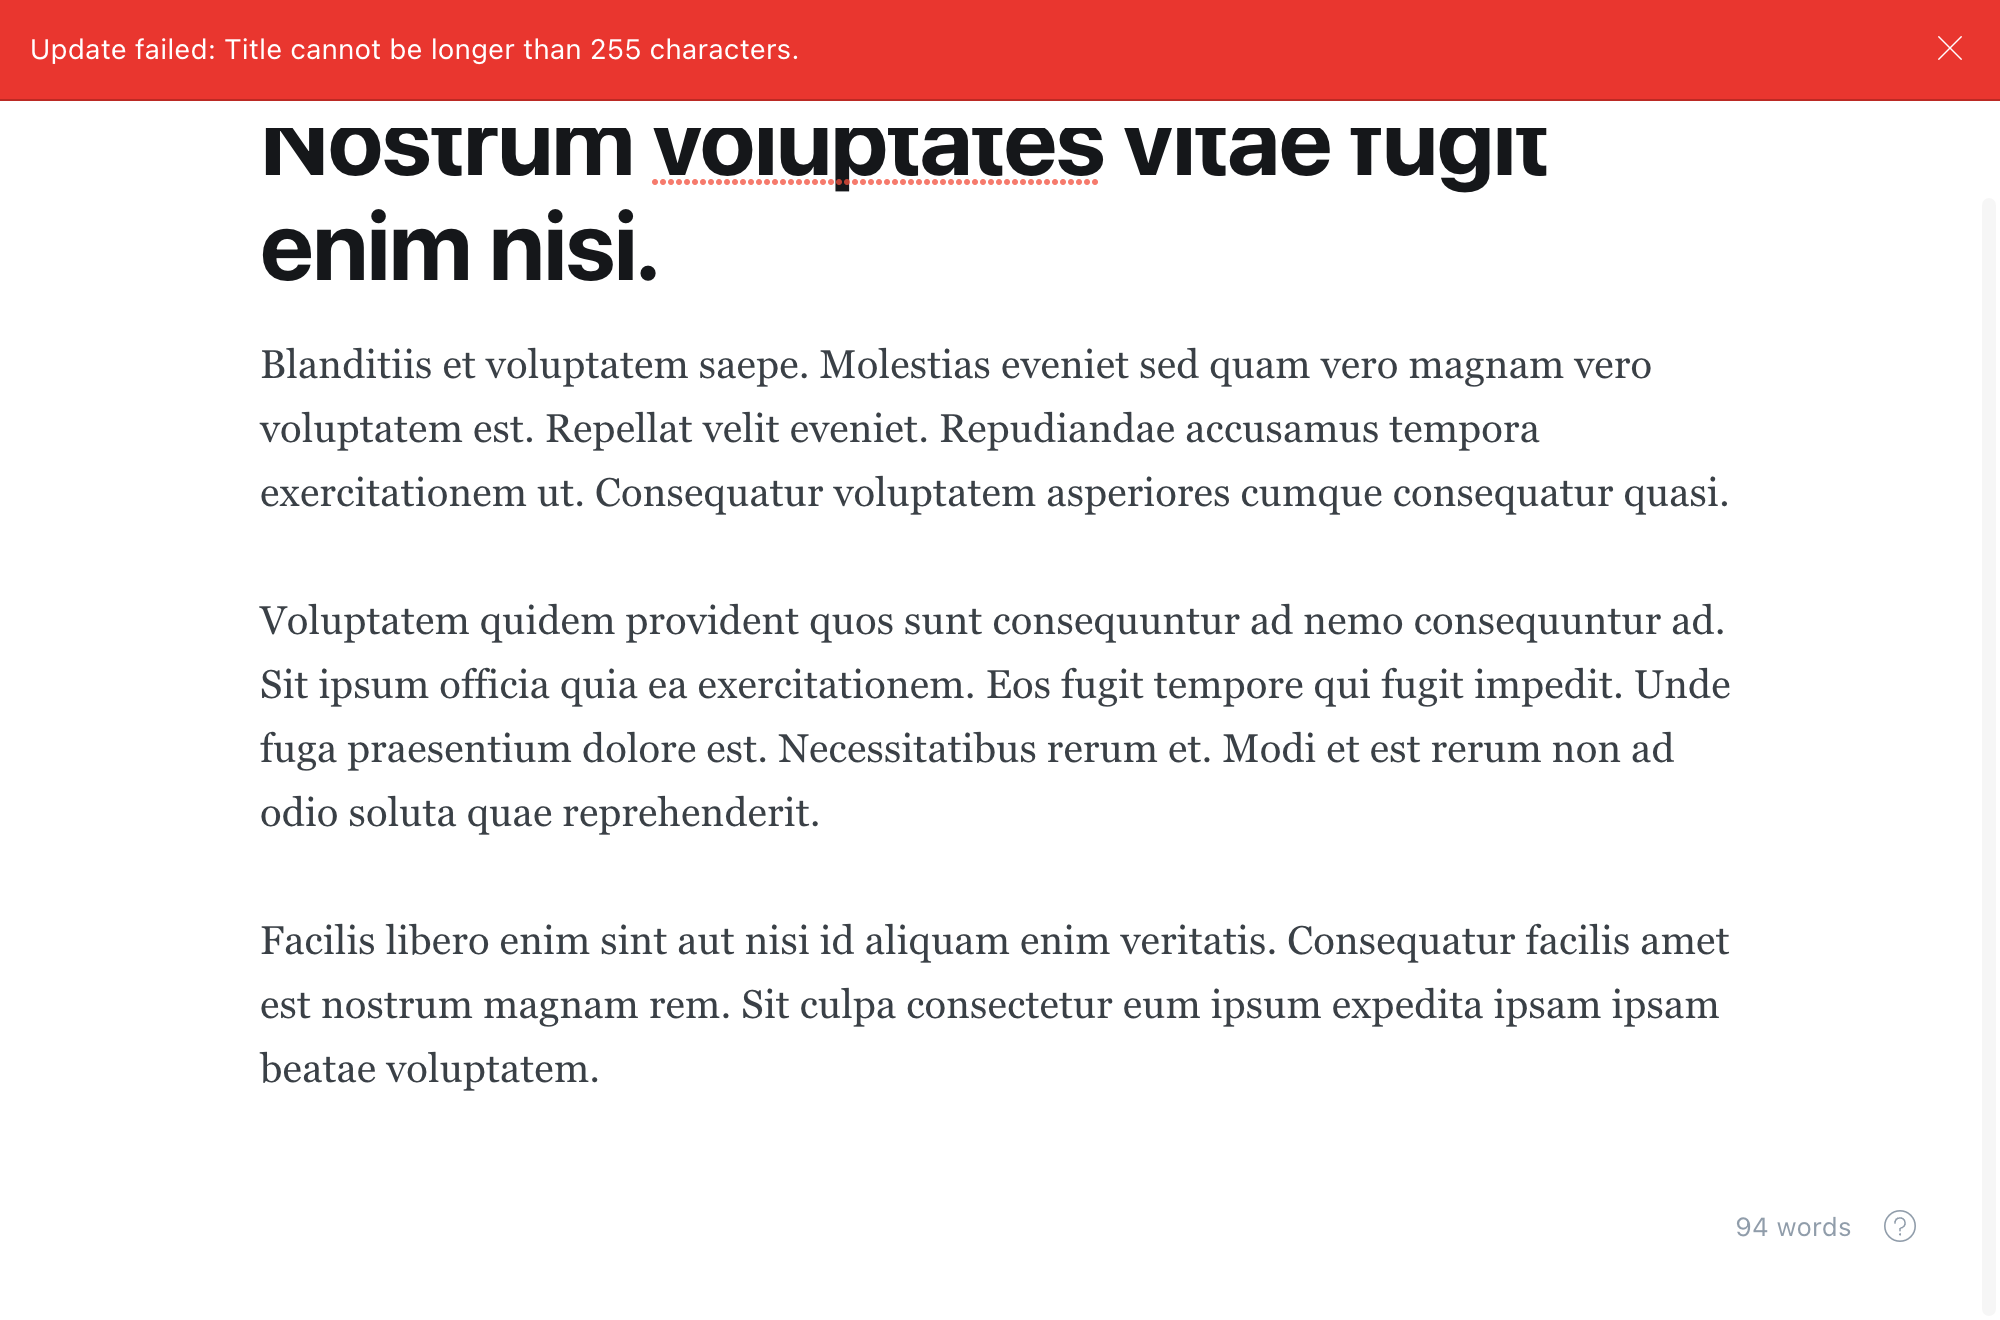 Update failed: Title cannot be longer than 255 characters.
Nostrum voluptates vitae fugit
enim nisi.
Blanditiis et voluptatem saepe. Molestias eveniet sed quam vero magnam vero
voluptatem est. Repellat velit eveniet. Repudiandae accusamus tempora
exercitationem ut. Consequatur voluptatem asperiores cumque consequatur quasi.
Voluptatem quidem provident quos sunt consequuntur ad nemo consequuntur ad.
Sit ipsum officia quia ea exercitationem. Eos fugit tempore qui fugit impedit. Unde
fuga praesentium dolore est. Necessitatibus rerum et. Modi et est rerum non ad
odio soluta quae reprehenderit.
Facilis libero enim sint aut nisi id aliquam enim veritatis. Consequatur facilis amet
est nostrum magnam rem. Sit culpa consectetur eum ipsum expedita ipsam ipsam
beatae voluptatem.
94 words ?